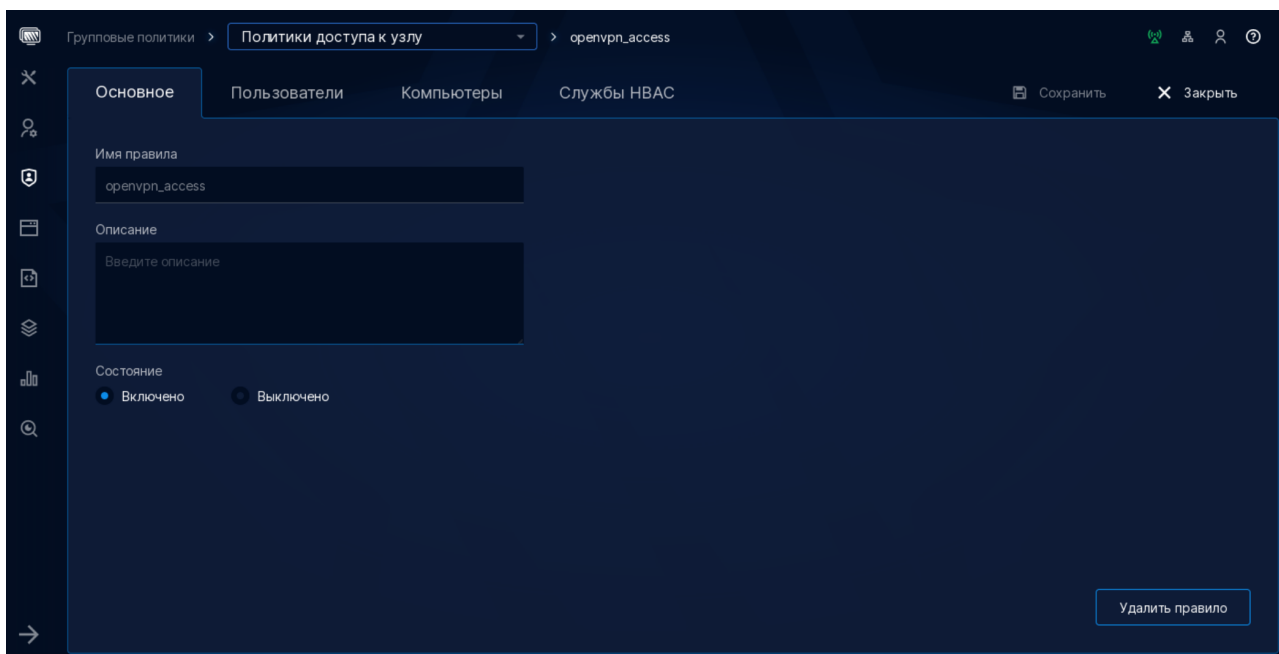 Групповые политики > Политики доступа к узлу > openvpn_access
Основное Пользователи Компьютеры Службы HBAC Сохранить Закрыть
Имя правила
openvpn_access
Описание
Введите описание
Состояние
Включено Выключено
Удалить правило